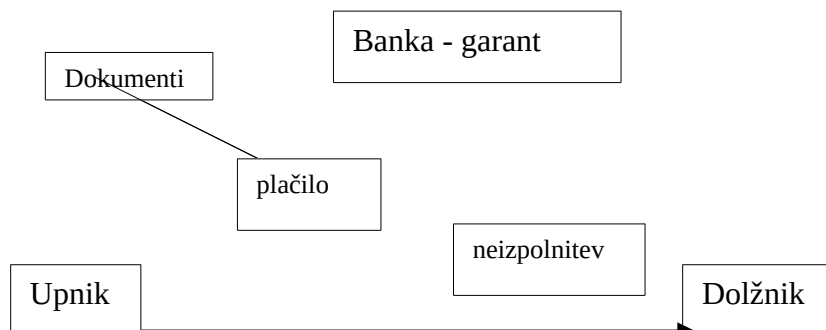 Banka - garant
Dokumenti
plačilo
neizpolnitev
Upnik
Dolžnik